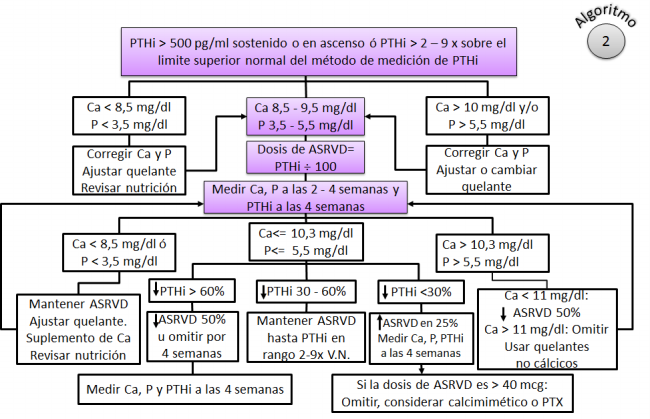 Algoritmo
2
PTHi > 500 pg/ml sostenido o en ascenso ó PTHi > 2 – 9 x sobre el
limite superior normal del método de medición de PTHi
Ca < 8,5 mg/dl
P < 3,5 mg/dl
Ca 8,5 - 9,5 mg/dl
P 3,5 - 5,5 mg/dl
Ca > 10 mg/dl y/o
P > 5,5 mg/dl
Corregir Ca y P
Ajustar quelante
Revisar nutrición
Dosis de ASRVD=
PTHi ÷ 100
Corregir Ca y P
Ajustar o cambiar
quelante
Medir Ca, P a las 2 - 4 semanas y
PTHi a las 4 semanas
Ca < 8,5 mg/dl ó
P < 3,5 mg/dl
Ca<= 10,3 mg/dl
P<= 5,5 mg/dl
Ca > 10,3 mg/dl
P > 5,5 mg/dl
↓PTHi > 60%
↓PTHi 30 - 60%
↓ PTHi <30%
Mantener ASRVD
Ajustar quelante.
Suplemento de Ca
Revisar nutrición
↓ASRVD 50%
u omitir por
4 semanas
Mantener ASRVD
hasta PTHi en
rango 2-9x V.N.
↑ASRVD en 25%
Medir Ca, P, PTHi
a las 4 semanas
Ca < 11 mg/dl:
↓ ASRVD 50%
Ca > 11 mg/dl: Omitir
Usar quelantes
no cálcicos
Medir Ca, P y PTHi a las 4 semanas
Si la dosis de ASRVD es > 40 mcg:
Omitir, considerar calcimimético o PTX